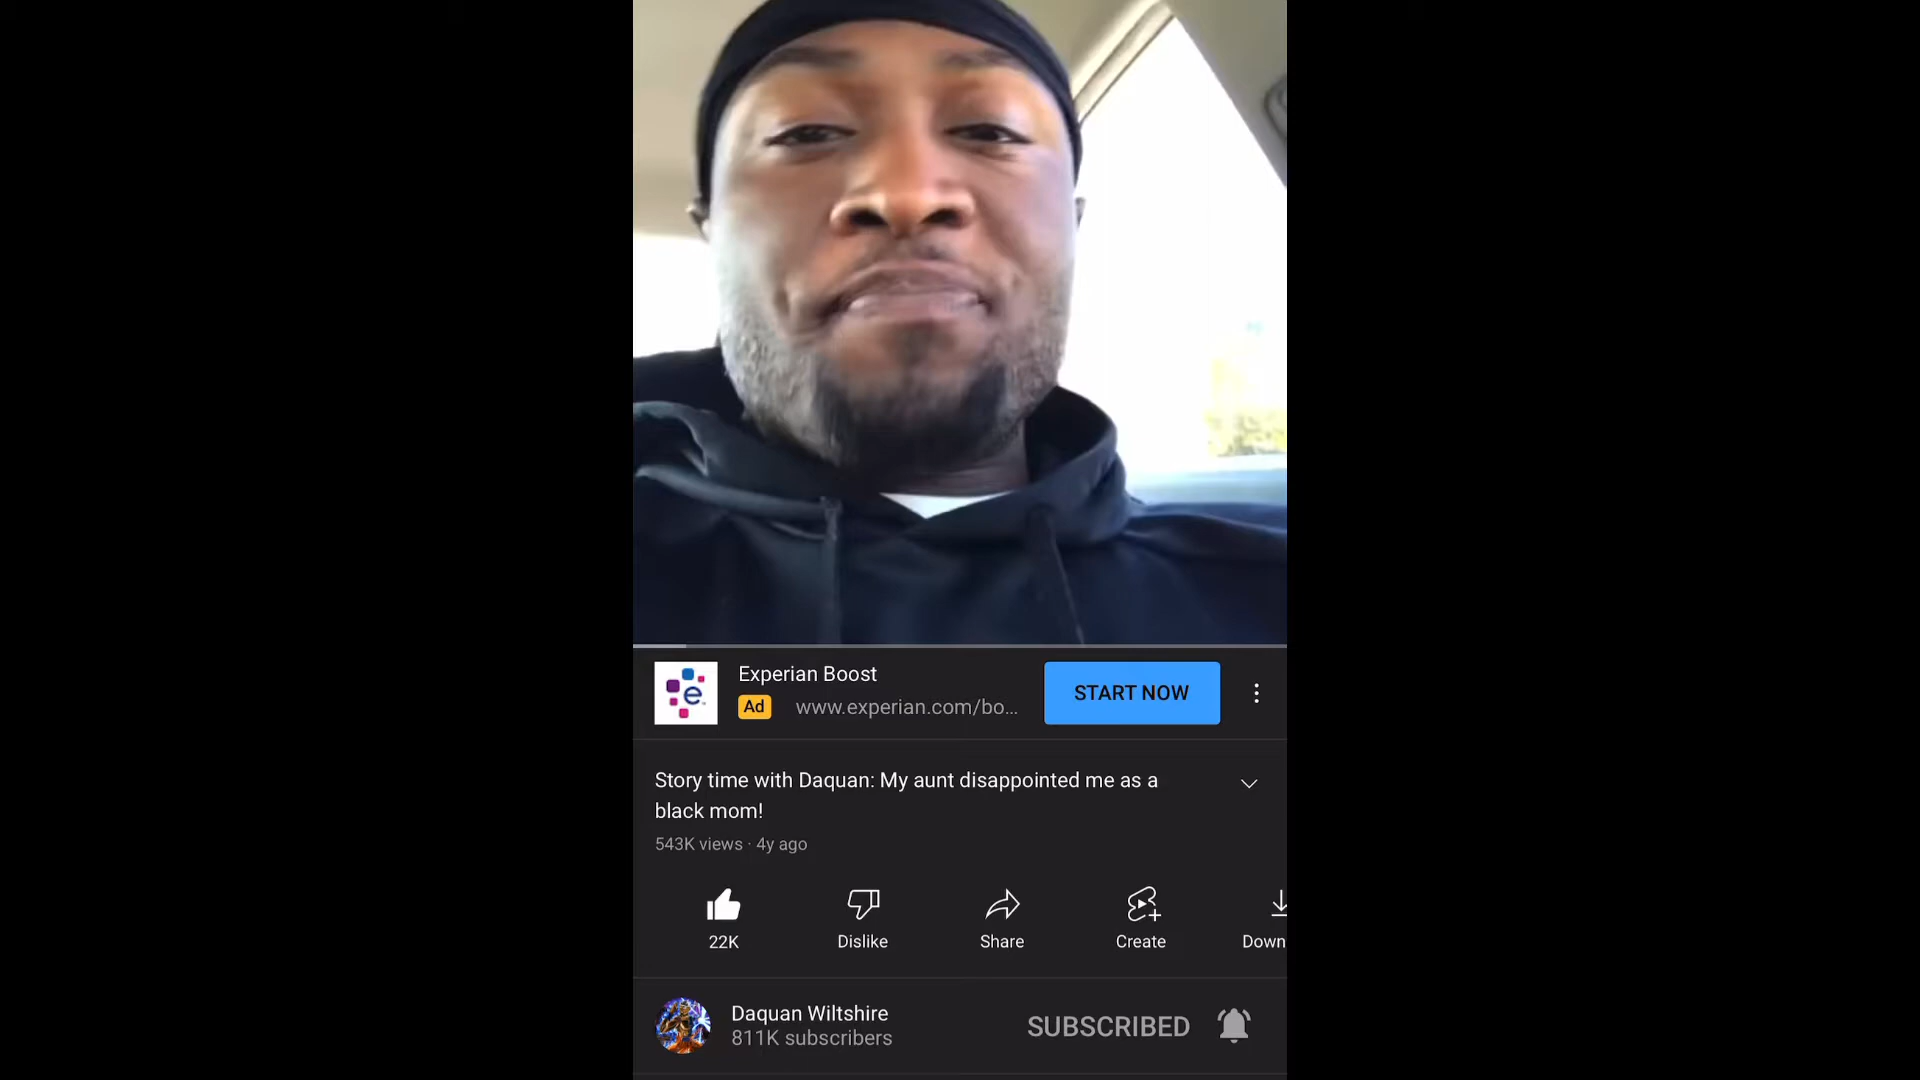 Experian Boost
Ad www.experian.com/bo...
START NOW
Story time with Daquan: My aunt disappointed me as a
black mom!
543K views · 4y ago
22K
Dislike
Share
Create
Down
Daquan Wiltshire
811K subscribers
SUBSCRIBED